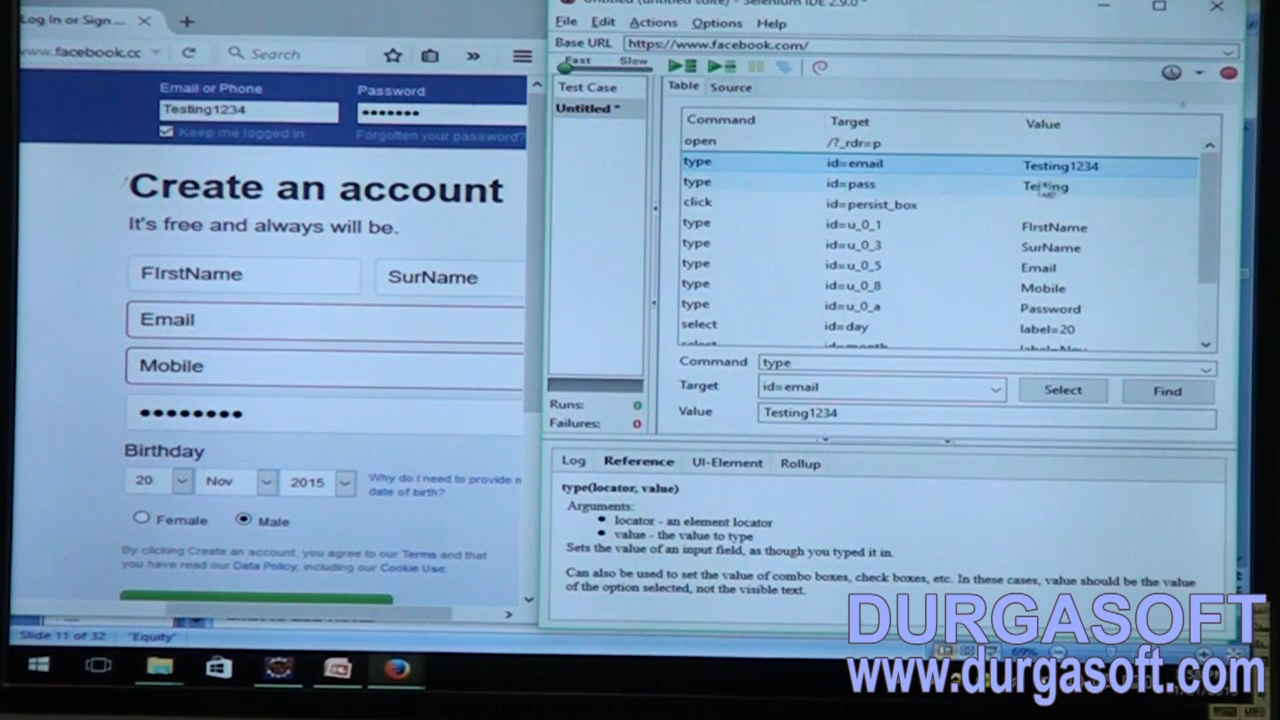 Log In or Sign ...
www.facebook.cc
Search
Email or Phone
Password
Testing1234
Keep me logged in
Forgotten your password?
Create an account
It's free and always will be.
FIrstName
SurName
Email
Mobile
Birthday
20
Nov
2015
Why do I need to provide
date of birth?
Female
Male
By clicking Create an account, you agree to our Terms and that
you have read our Data Policy, including our Cookie Use.
Slide 11 of 32
"Equity"
File Edit Actions Options Help
Base URL https://www.facebook.com/
Fast Slow
Test Case
Untitled *
Table Source
Command Target Value
open /?_rdr=p
type id=email Testing1234
type id=pass
click id=persist_box
type id=u_0_1 FIrstName
type id=u_0_3 SurName
type id=u_0_5 Email
type id=u_0_8 Mobile
type id=u_0_a Password
select id=day label=20
Command type
Target id=email Select Find
Value Testing1234
Runs: 0
Failures: 0
Log Reference UI-Element Rollup
type(locator, value)
Arguments:
locator - an element locator
value - the value to type
Sets the value of an input field, as though you typed it in.
Can also be used to set the value of combo boxes, check boxes, etc. In these cases, value should be the value
of the option selected, not the visible text.
69%
DURGASOFT
www.durgasoft.com